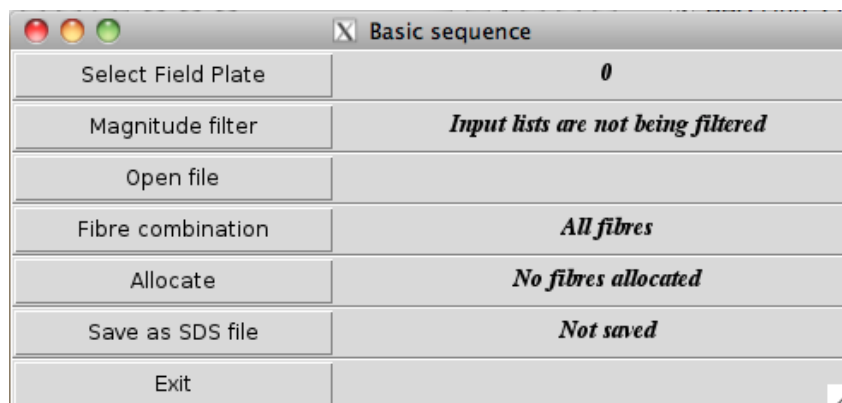 Basic sequence
Select Field Plate 0
Magnitude filter Input lists are not being filtered
Open file
Fibre combination All fibres
Allocate No fibres allocated
Save as SDS file Not saved
Exit